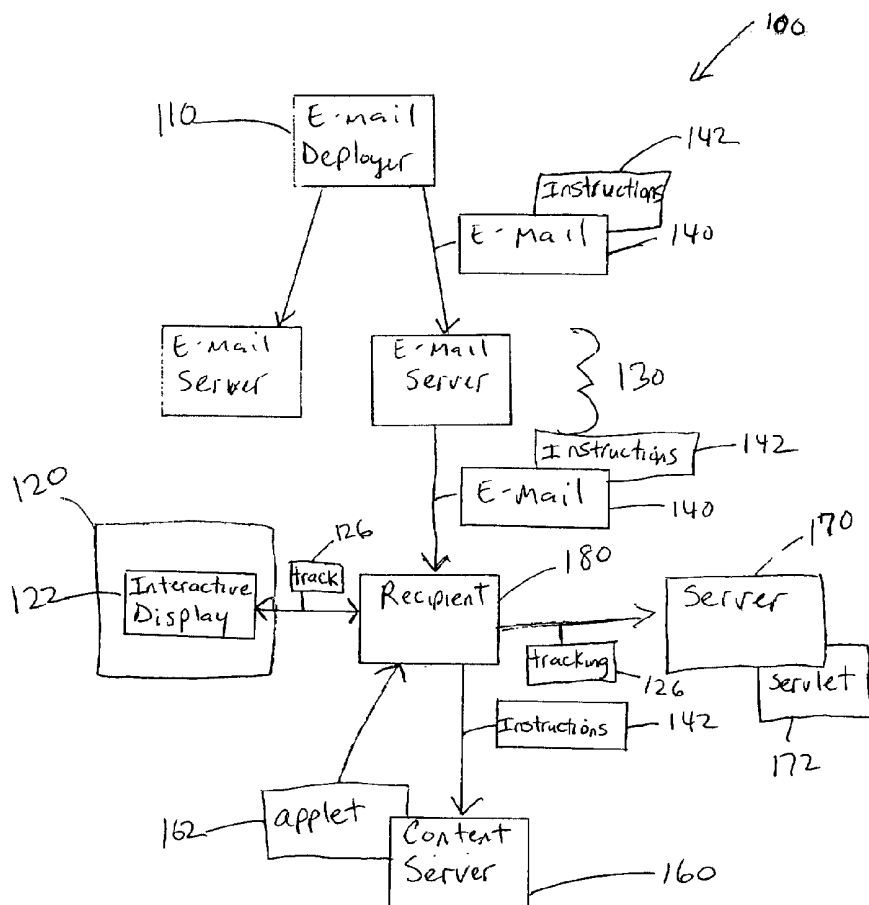 100
110
E-Mail
Deployer
142
Instructions
E-Mail
140
E-Mail
Server
E-Mail
Server
130
Instructions
142
E-Mail
140
120
126
track
180
170
122
Interactive
Display
Recipient
Server
tracking
126
Servlet
172
Instructions
142
162
applet
Content
Server
160